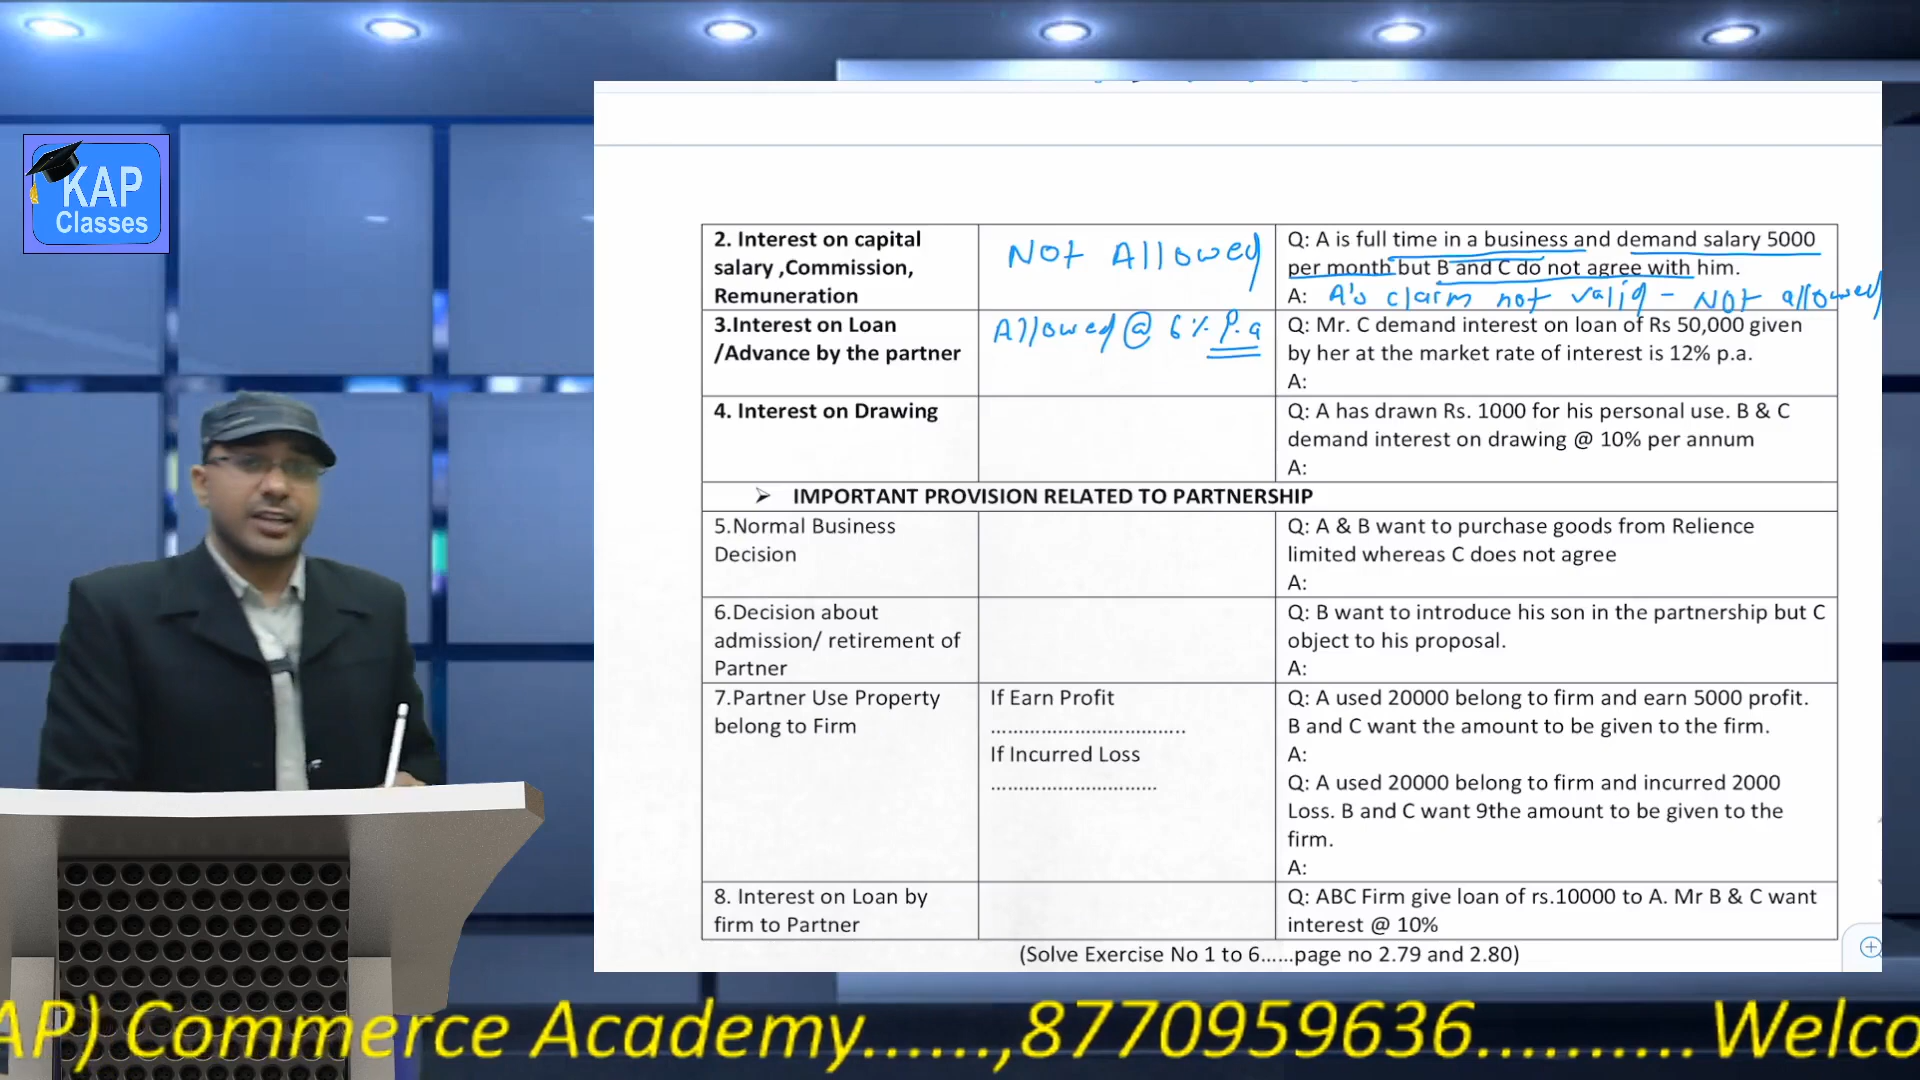 KAP
Classes
2. Interest on capital
salary ,Commission,
Remuneration
NOT Allowed
Q: A is full time in a business and demand salary 5000
per month but B and C do not agree with him.
A: A's claim not valid - NOT allowed
3.Interest on Loan
/Advance by the partner
Allowed @ 6% P.a
Q: Mr. C demand interest on loan of Rs 50,000 given
by her at the market rate of interest is 12% p.a.
A:
4. Interest on Drawing
Q: A has drawn Rs. 1000 for his personal use. B & C
demand interest on drawing @ 10% per annum
A:
➢ IMPORTANT PROVISION RELATED TO PARTNERSHIP
5.Normal Business
Decision
Q: A & B want to purchase goods from Relience
limited whereas C does not agree
A:
6.Decision about
admission/ retirement of
Partner
Q: B want to introduce his son in the partnership but C
object to his proposal.
A:
7.Partner Use Property
belong to Firm
If Earn Profit
……………………………..
If Incurred Loss
…………………………
Q: A used 20000 belong to firm and earn 5000 profit.
B and C want the amount to be given to the firm.
A:
Q: A used 20000 belong to firm and incurred 2000
Loss. B and C want 9the amount to be given to the
firm.
A:
8. Interest on Loan by
firm to Partner
Q: ABC Firm give loan of rs.10000 to A. Mr B & C want
interest @ 10%
(Solve Exercise No 1 to 6......page no 2.79 and 2.80)
AP) Commerce Academy......,8770959636.......... Welco